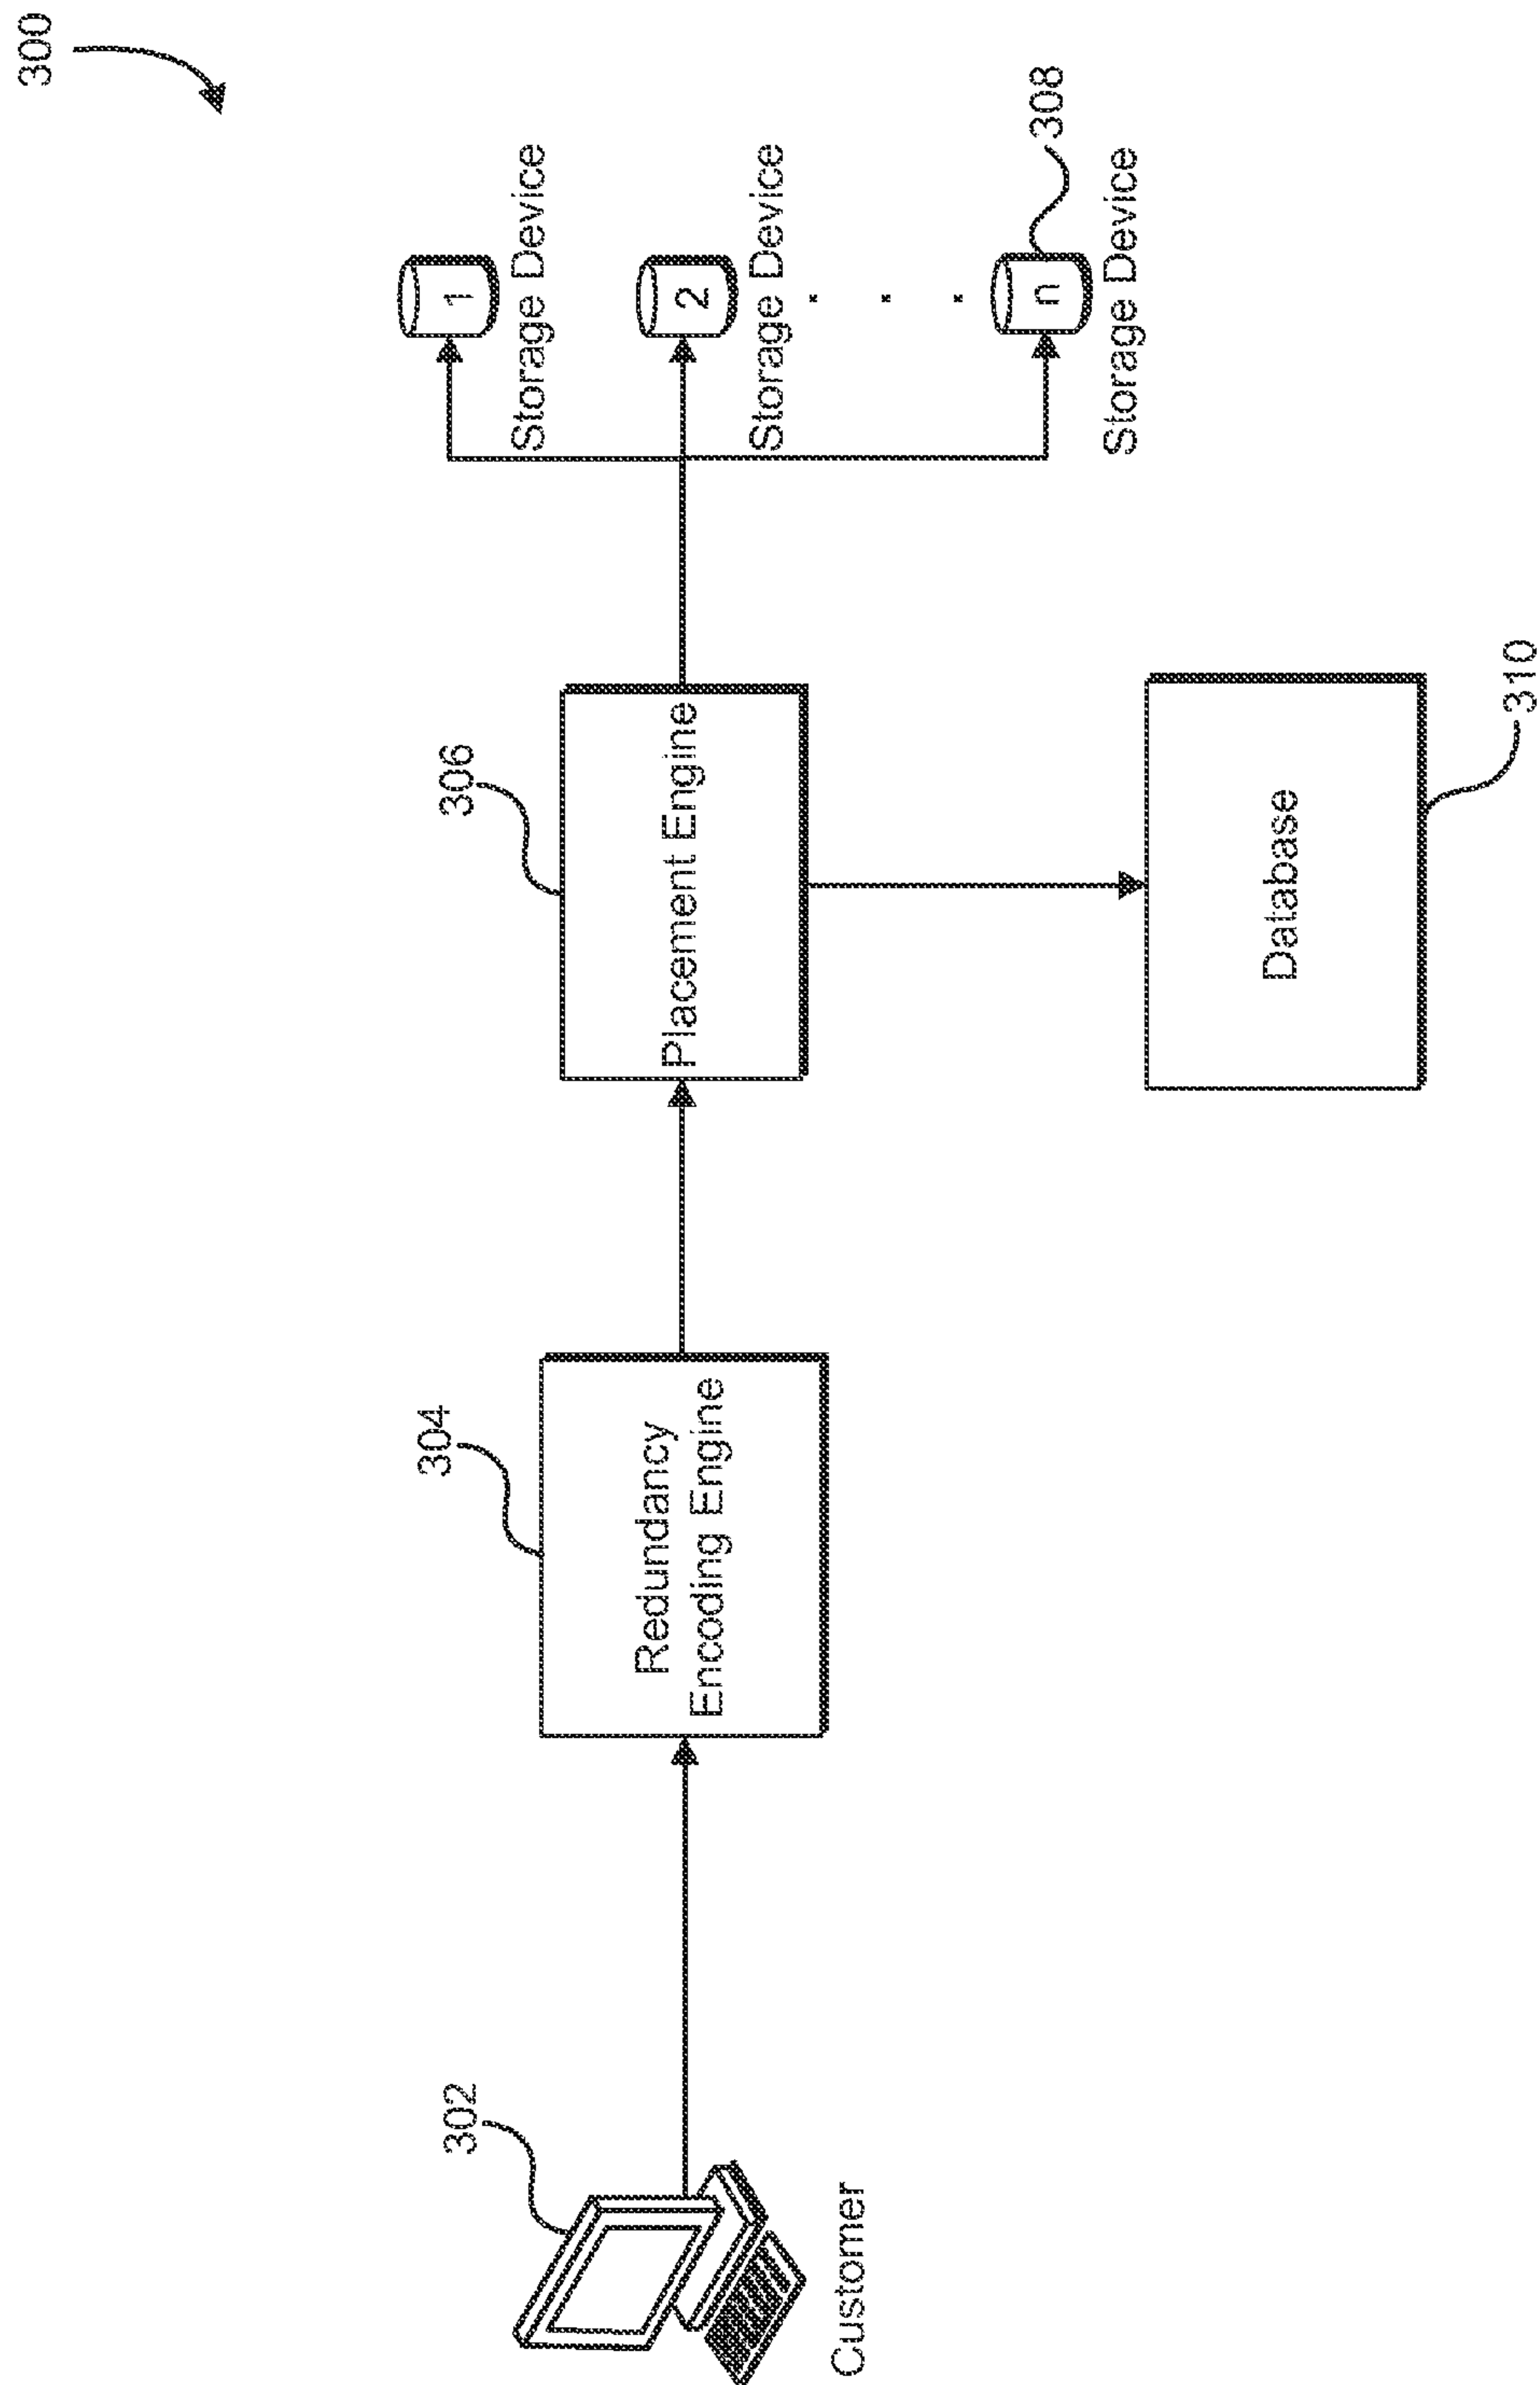 300
302
Customer
304
Redundancy
Encoding Engine
306
Placement Engine
1
Storage Device
2
Storage Device
. . .
n
308
Storage Device
Database
310